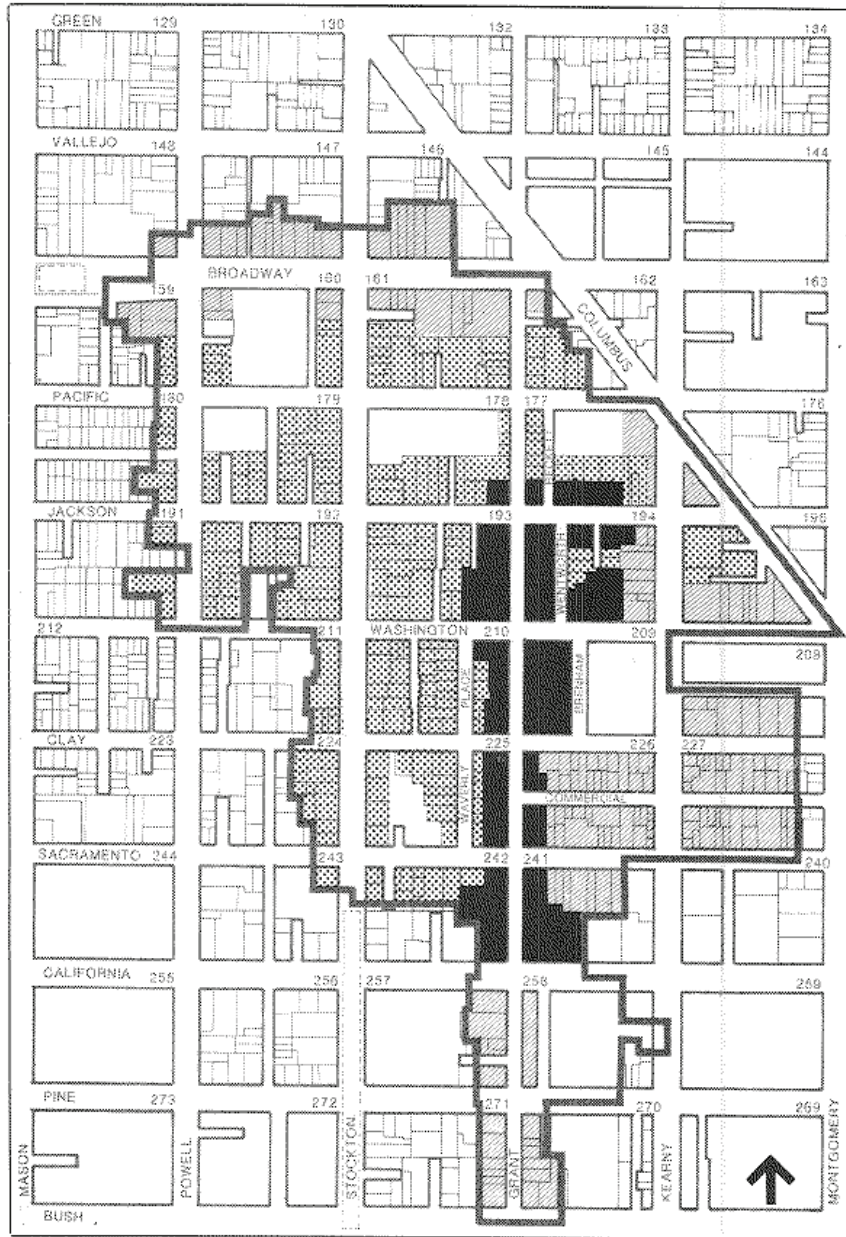 GREEN 129 130 132 133 134
VALLEJO 148 147 146 145 144
BROADWAY
159 160 161 162 163
COLUMBUS
PACIFIC 180 179 178 177 176
BECKETT
JACKSON 191 192 193 194 195
WENTWORTH
212 211 WASHINGTON 210 209 208
PLACE BRENHAM
CLAY 223 224 225 226 227
WAVERLY COMMERCIAL
SACRAMENTO 244 243 242 241 240
CALIFORNIA 255 256 257 258 259
PINE 273 272 271 270 269
MASON POWELL STOCKTON GRANT KEARNY MONTGOMERY
BUSH